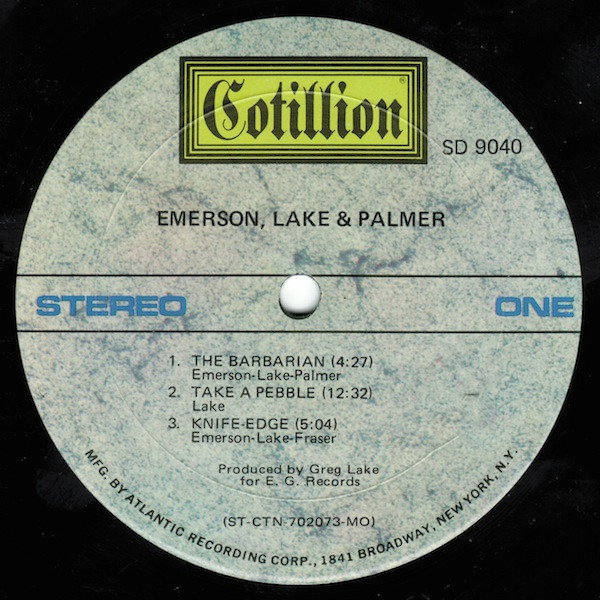 Cotillion
®
SD 9040
EMERSON, LAKE & PALMER
STEREO
ONE
1. THE BARBARIAN (4:27)
Emerson-Lake-Palmer
2. TAKE A PEBBLE (12:32)
Lake
3. KNIFE-EDGE (5:04)
Emerson-Lake-Fraser
Produced by Greg Lake
for E. G. Records
(ST-CTN-702073-MO)
MFG. BY ATLANTIC RECORDING CORP., 1841 BROADWAY, NEW YORK, N.Y.